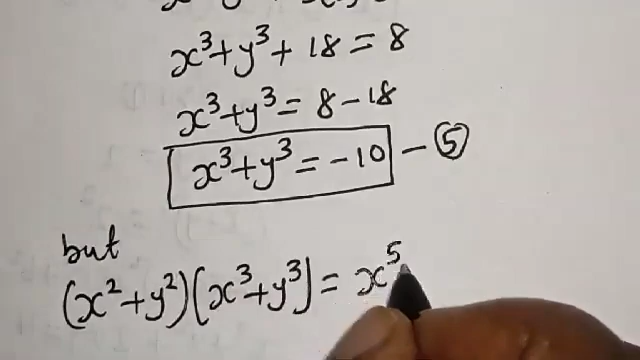 x³+y³+18=8
x³+y³=8-18
x³+y³=-10 - ⑤
but
(x²+y²)(x³+y³)=x⁵